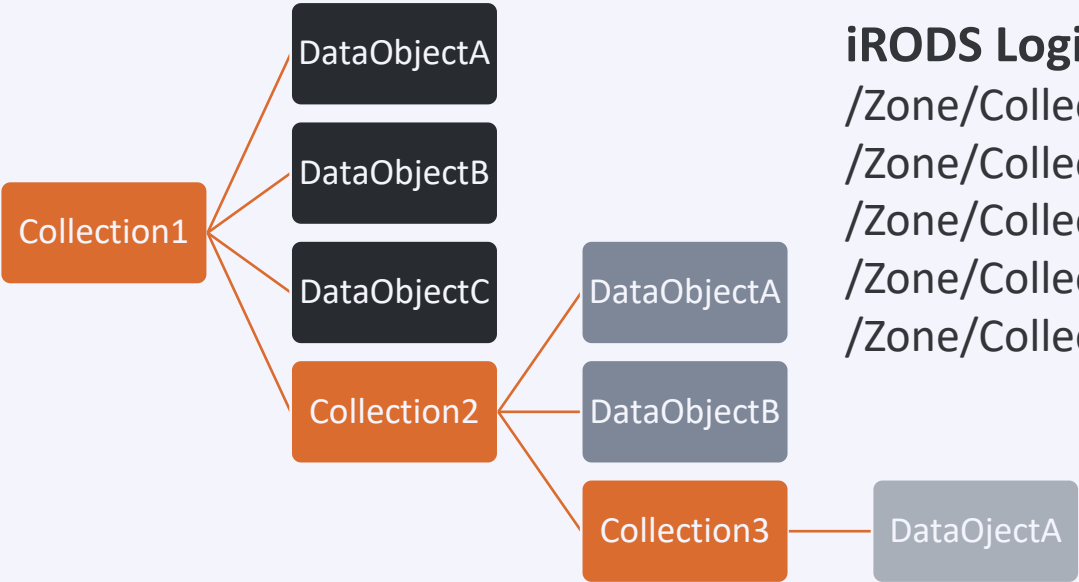 DataObjectA
DataObjectB
Collection1
DataObjectC
DataObjectA
Collection2
DataObjectB
Collection3
DataOjectA
iRODS Logi
/Zone/Collec
/Zone/Collec
/Zone/Collec
/Zone/Collec
/Zone/Collec